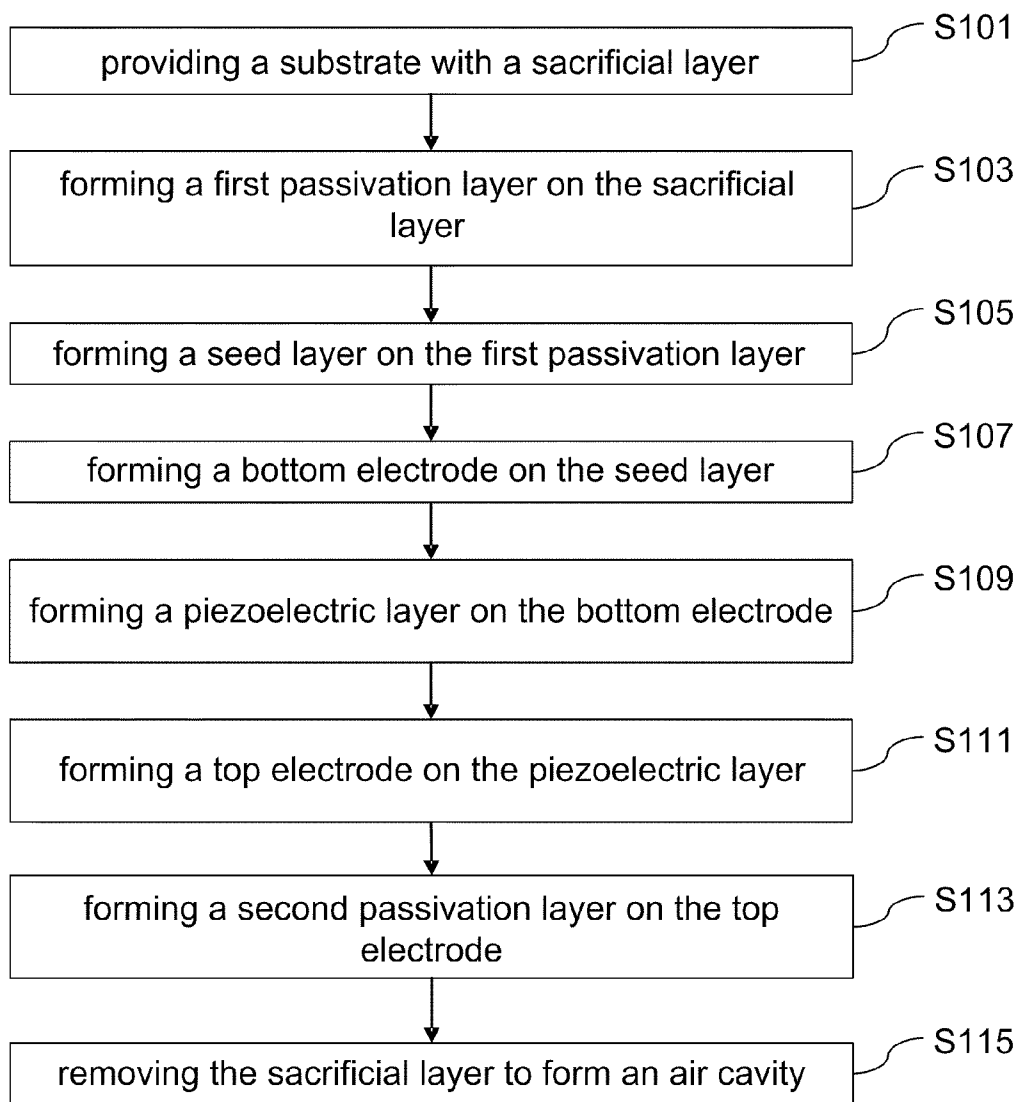 S101
providing a substrate with a sacrificial layer
S103
forming a first passivation layer on the sacrificial
layer
S105
forming a seed layer on the first passivation layer
S107
forming a bottom electrode on the seed layer
S109
forming a piezoelectric layer on the bottom electrode
S111
forming a top electrode on the piezoelectric layer
S113
forming a second passivation layer on the top
electrode
S115
removing the sacrificial layer to form an air cavity